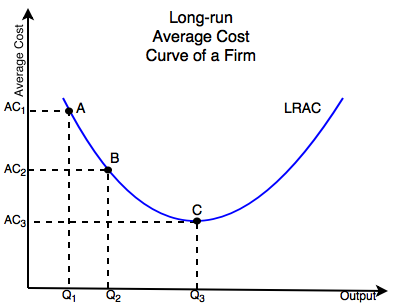 Long-run
Average Cost
Curve of a Firm
Average Cost
AC1
A
LRAC
B
AC2
C
AC3
Q1
Q2
Q3
Output